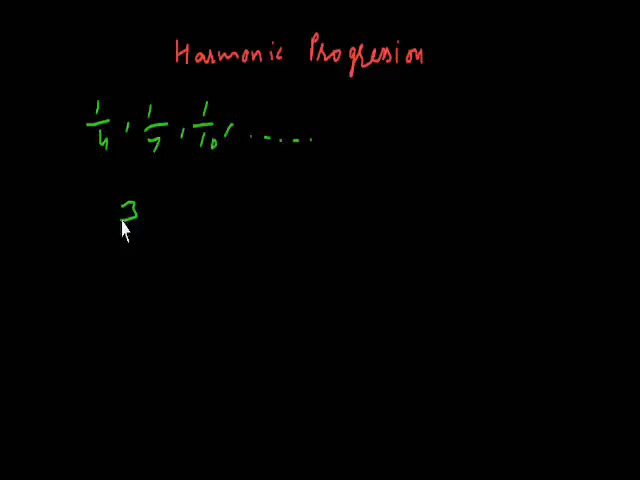 Harmonic Progression
1/4, 1/7, 1/10, ......
3